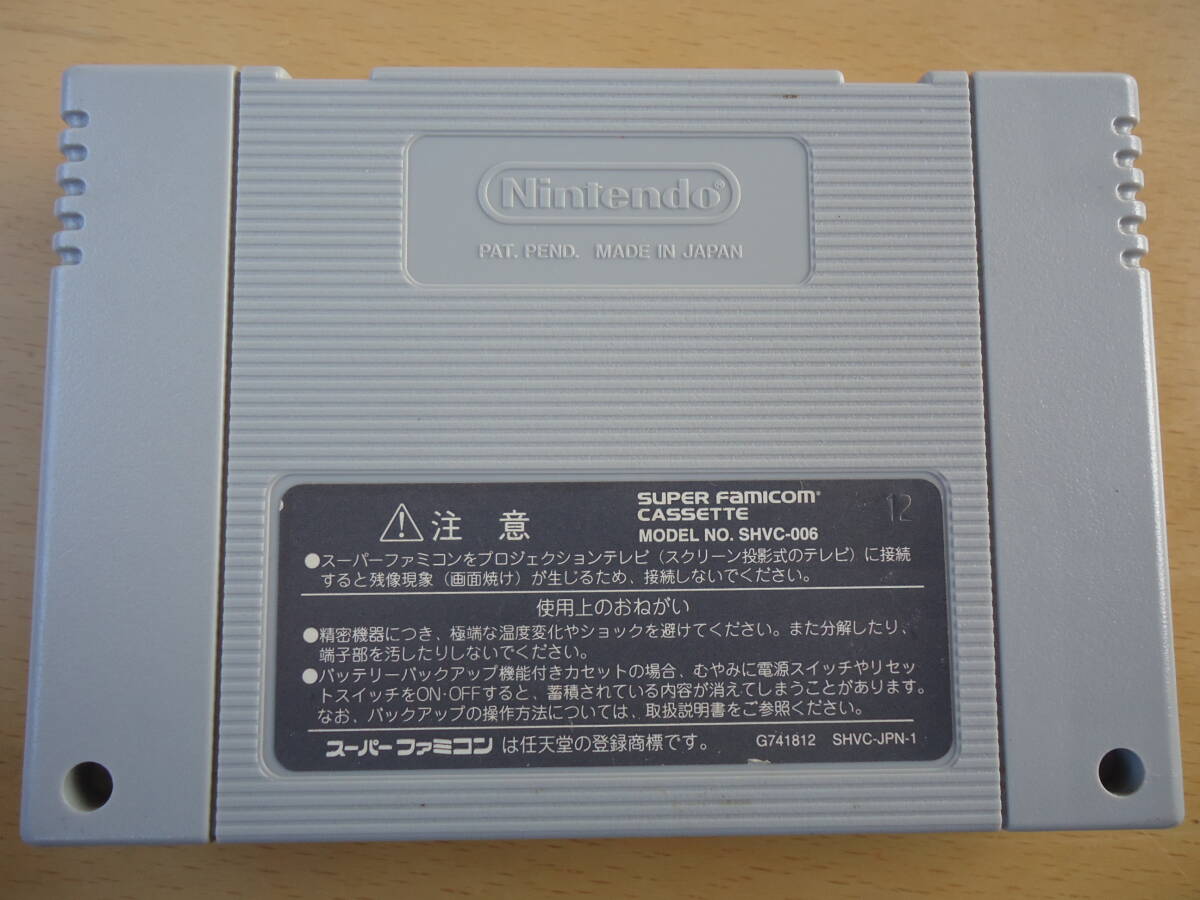 Nintendo®
PAT. PEND. MADE IN JAPAN
注 意
SUPER FAMICOM®
CASSETTE
MODEL NO. SHVC-006
12
●スーパーファミコンをプロジェクションテレビ（スクリーン投影式のテレビ）に接続
すると残像現象（画面焼け）が生じるため、接続しないでください。
使用上のおねがい
●精密機器につき、極端な温度変化やショックを避けてください。また分解したり、
端子部を汚したりしないでください。
●バッテリーバックアップ機能付きカセットの場合、むやみに電源スイッチやリセッ
トスイッチをON・OFFすると、蓄積されている内容が消えてしまうことがあります。
なお、バックアップの操作方法については、取扱説明書をご参照ください。
スーパーファミコン は任天堂の登録商標です。 G741812 SHVC-JPN-1